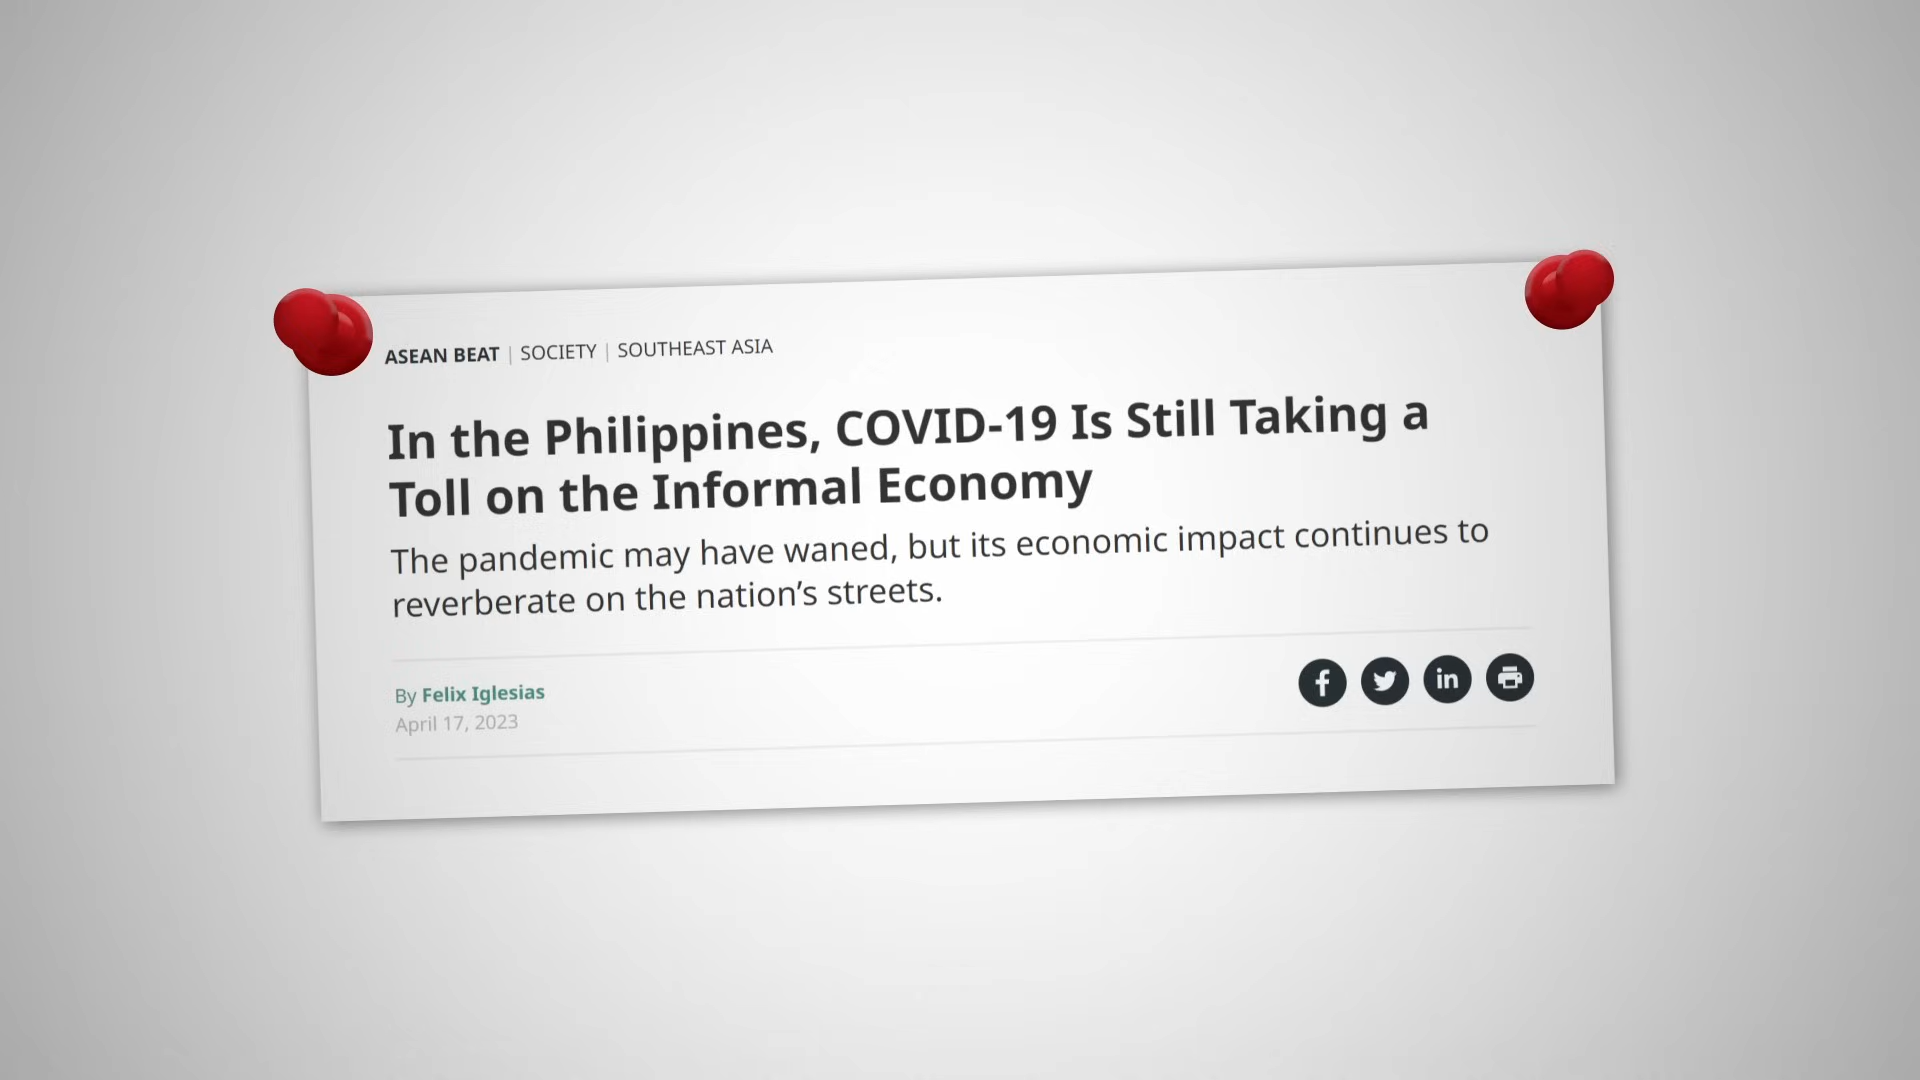 ASEAN BEAT | SOCIETY | SOUTHEAST ASIA
In the Philippines, COVID-19 Is Still Taking a
Toll on the Informal Economy
The pandemic may have waned, but its economic impact continues to
reverberate on the nation’s streets.
By Felix Iglesias
April 17, 2023